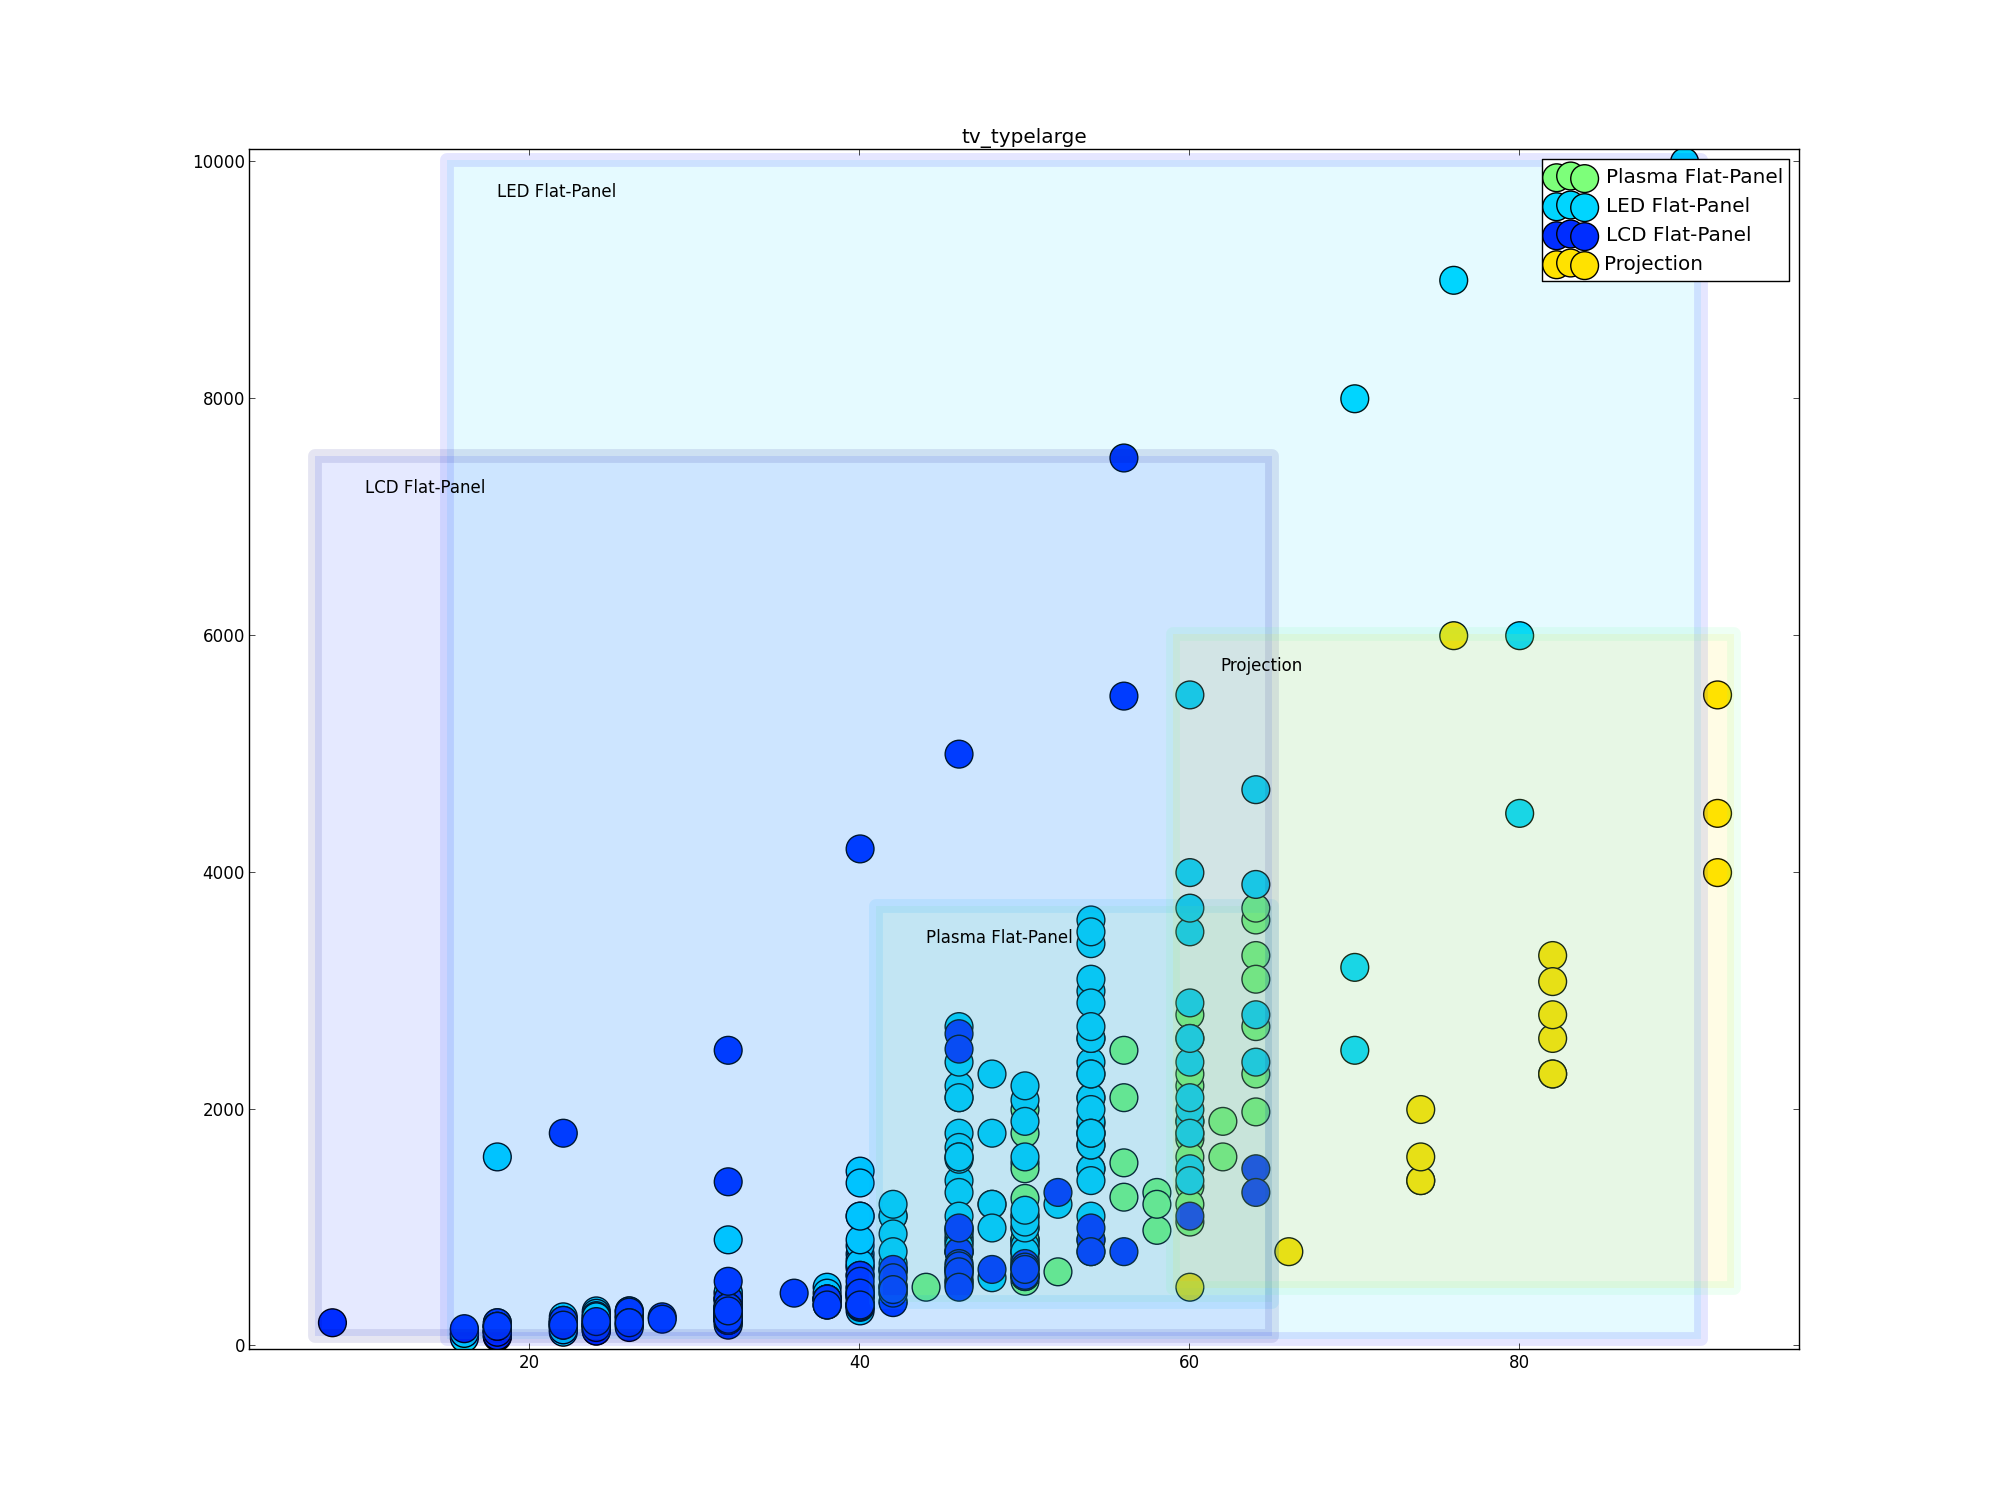 tv_typelarge
10000
8000
6000
4000
2000
0
20
40
60
80
LED Flat-Panel
LCD Flat-Panel
Projection
Plasma Flat-Panel
Plasma Flat-Panel
LED Flat-Panel
LCD Flat-Panel
Projection